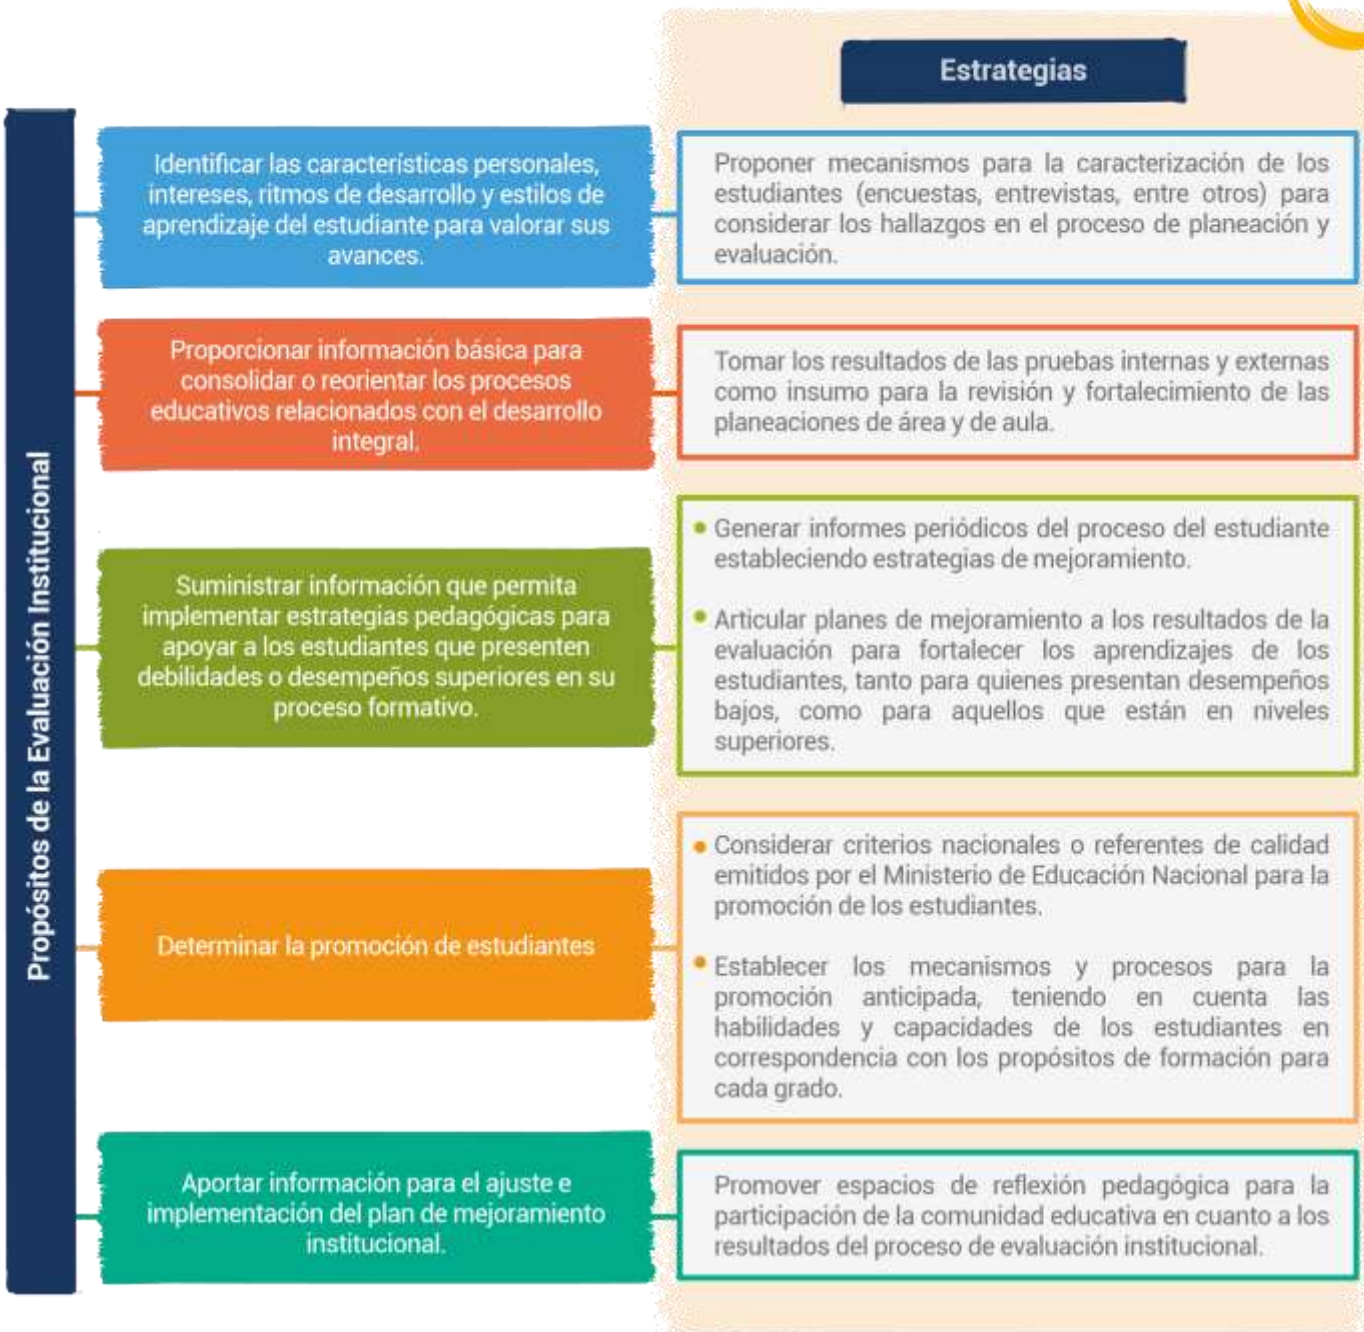 Estrategias
Propósitos de la Evaluación Institucional
Identificar las características personales,
intereses, ritmos de desarrollo y estilos de
aprendizaje del estudiante para valorar sus
avances.
Proponer mecanismos para la caracterización de los
estudiantes (encuestas, entrevistas, entre otros) para
considerar los hallazgos en el proceso de planeación y
evaluación.
Proporcionar información básica para
consolidar o reorientar los procesos
educativos relacionados con el desarrollo
integral.
Tomar los resultados de las pruebas internas y externas
como insumo para la revisión y fortalecimiento de las
planeaciones de área y de aula.
Suministrar información que permita
implementar estrategias pedagógicas para
apoyar a los estudiantes que presenten
debilidades o desempeños superiores en su
proceso formativo.
• Generar informes periódicos del proceso del estudiante
estableciendo estrategias de mejoramiento.
• Articular planes de mejoramiento a los resultados de la
evaluación para fortalecer los aprendizajes de los
estudiantes, tanto para quienes presentan desempeños
bajos, como para aquellos que están en niveles
superiores.
Determinar la promoción de estudiantes
• Considerar criterios nacionales o referentes de calidad
emitidos por el Ministerio de Educación Nacional para la
promoción de los estudiantes.
• Establecer los mecanismos y procesos para la
promoción anticipada, teniendo en cuenta las
habilidades y capacidades de los estudiantes en
correspondencia con los propósitos de formación para
cada grado.
Aportar información para el ajuste e
implementación del plan de mejoramiento
institucional.
Promover espacios de reflexión pedagógica para la
participación de la comunidad educativa en cuanto a los
resultados del proceso de evaluación institucional.